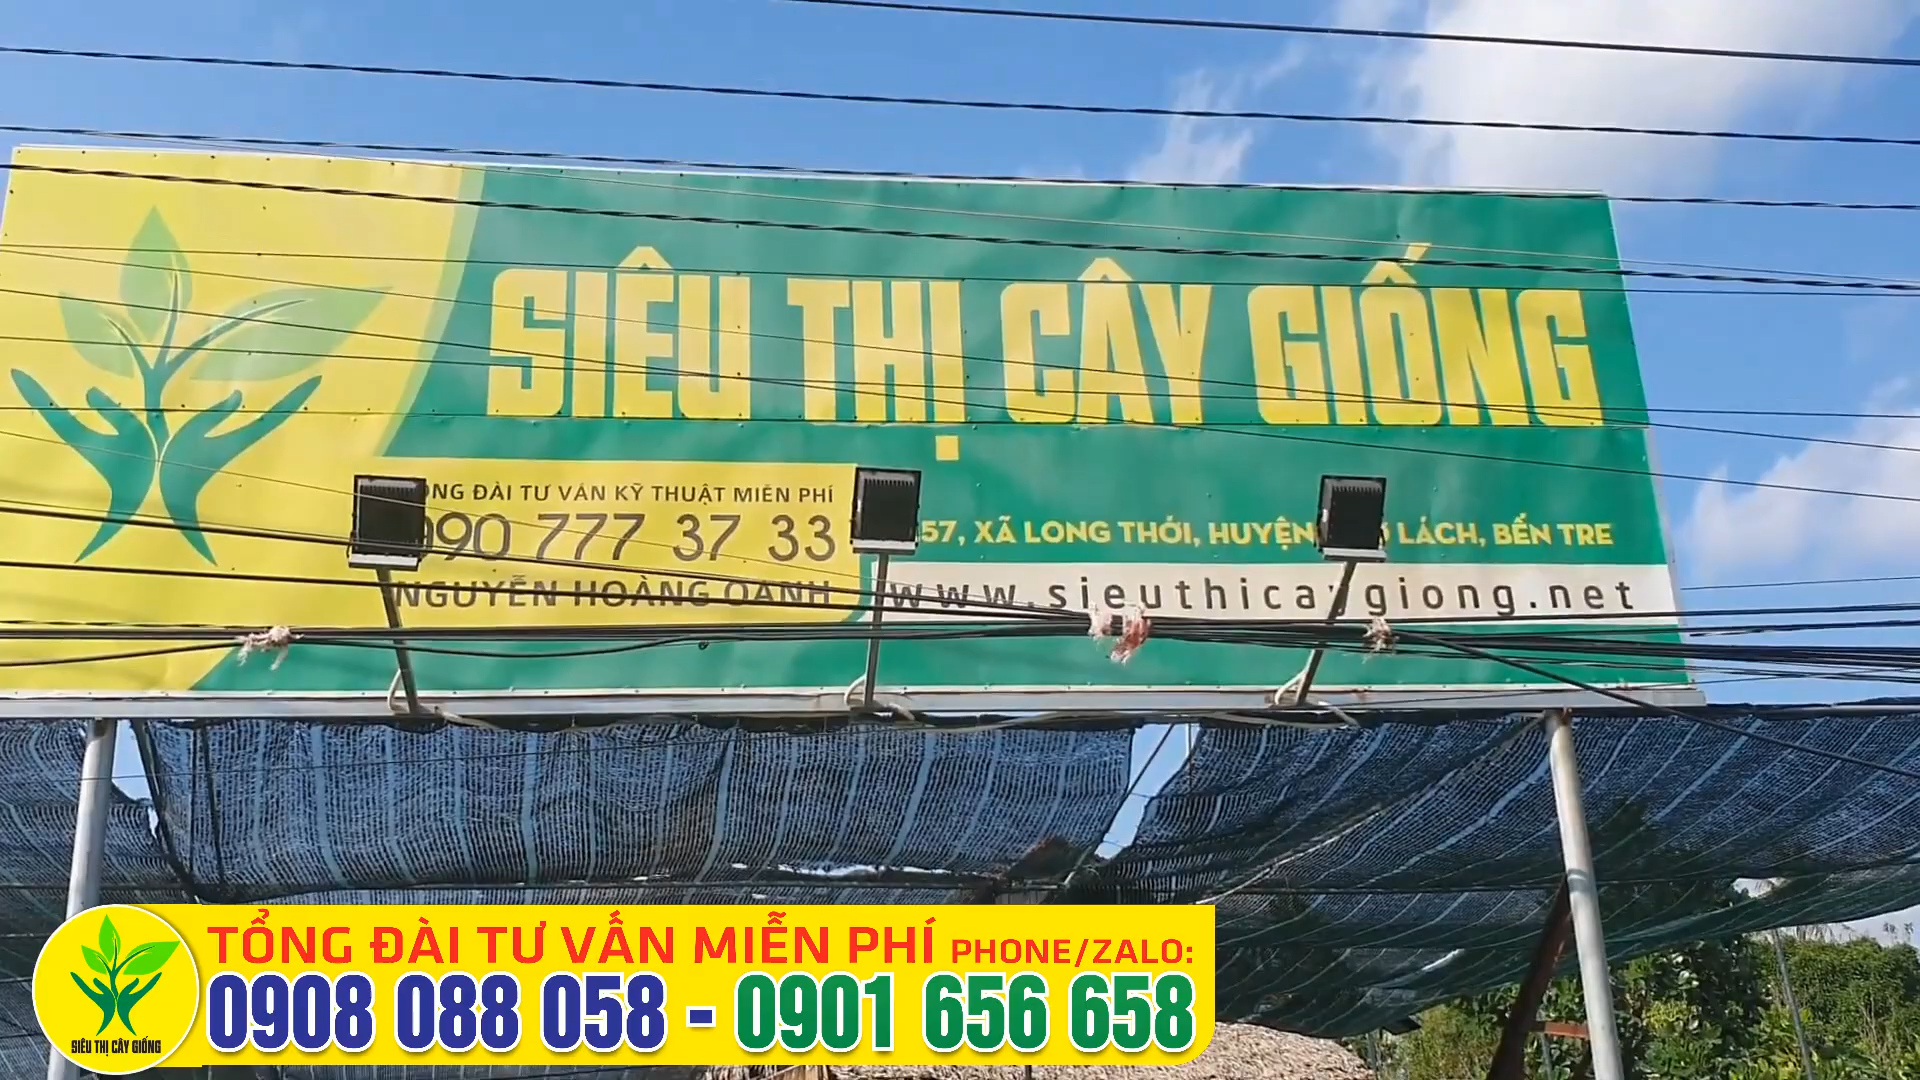 SIÊU THỊ CÂY GIỐNG
ĐÀI TƯ VẤN KỸ THUẬT MIỄN PHÍ
090 777 37 33
NGUYỄN HOÀNG OANH
57, XÃ LONG THỚI, HUYỆN LÁCH, BẾN TRE
www.sieuthicaygiong.net
TỔNG ĐÀI TƯ VẤN MIỄN PHÍ PHONE/ZALO:
0908 088 058 - 0901 656 658
SIÊU THỊ CÂY GIỐNG